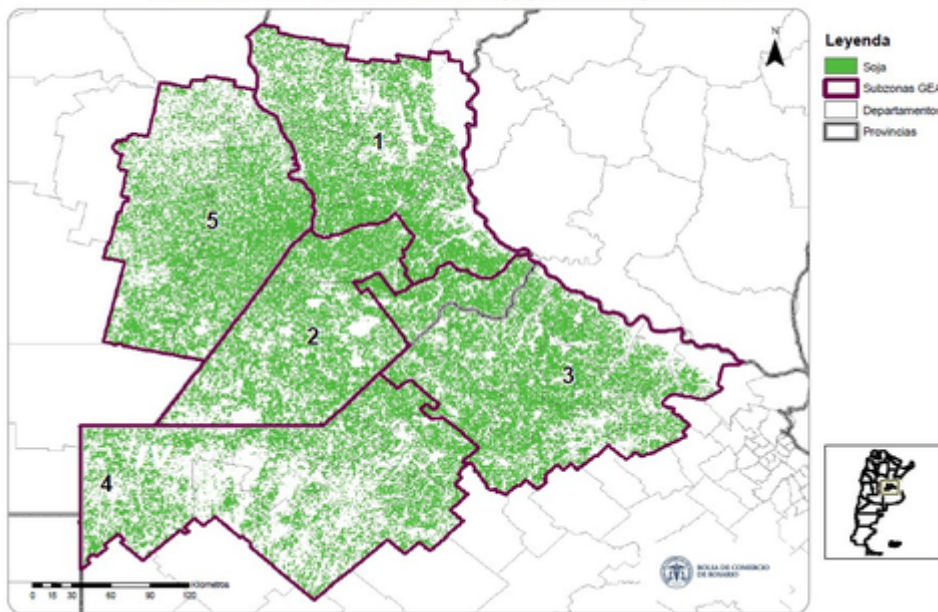 N
Leyenda
Soja
Subzonas GEA
Departamentos
Provincias
1
5
2
3
4
Kilometros
0 15 30 60 90 120
BOLSA DE COMERCIO
DE ROSARIO